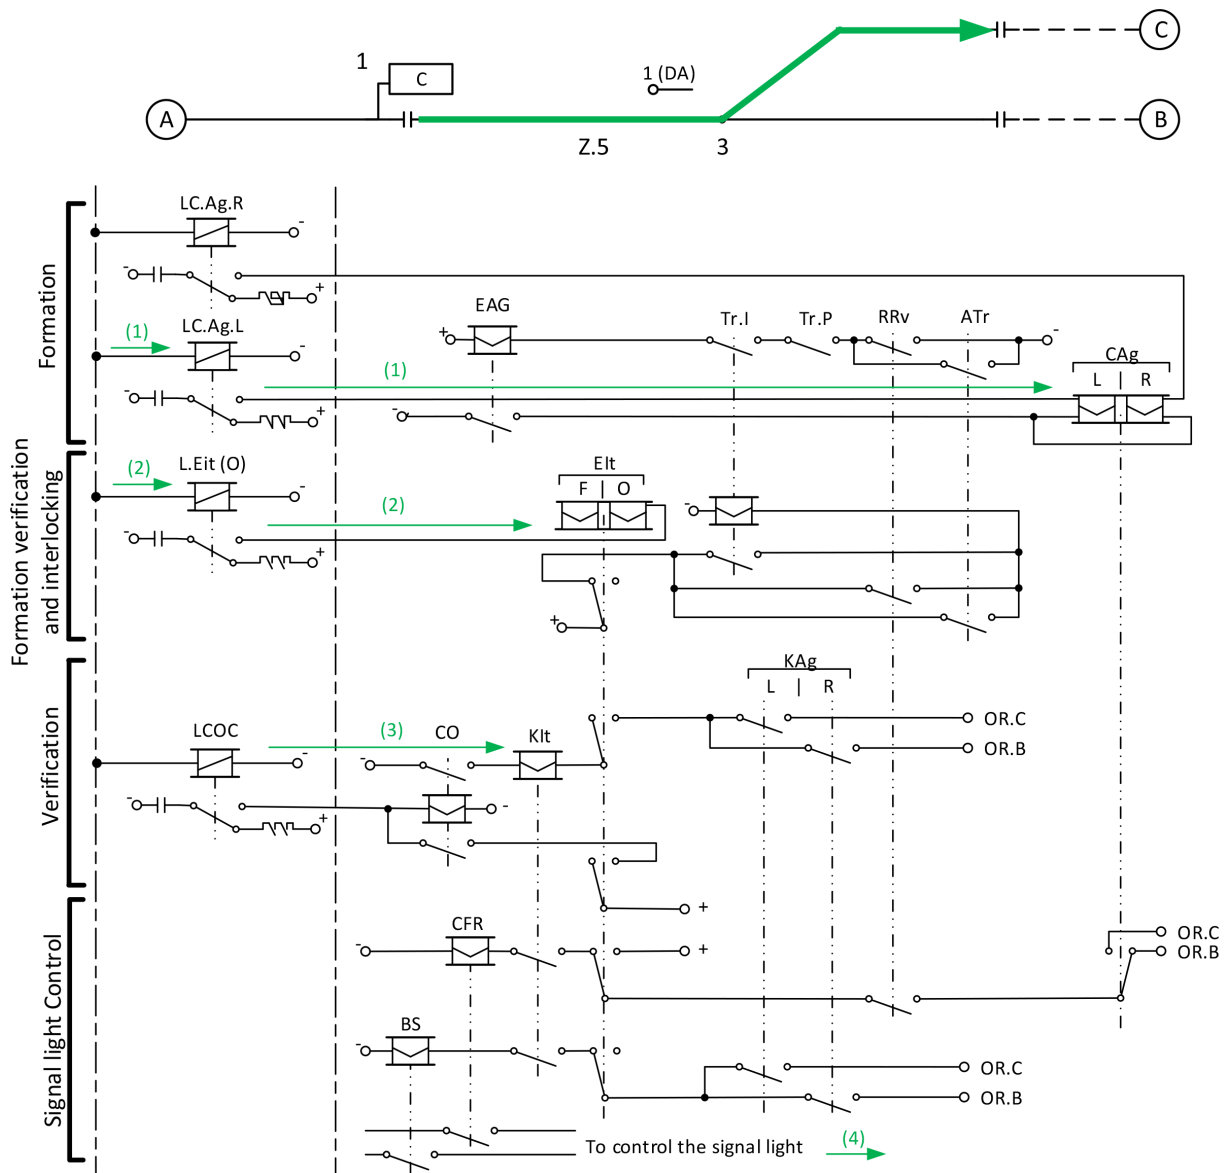 C
1
C
1 (DA)
A
B
Z.5
3
LC.Ag.R
-
-
+
Formation
(1)
LC.Ag.L
-
-
+
(1)
EAG
+
Tr.I
Tr.P
RRv
ATr
-
CAg
L | R
-
Formation verification
and interlocking
(2)
L.Eit (O)
-
-
+
(2)
EIt
F | O
-
+
Verification
LCOC
-
-
+
(3)
CO
KIt
-
-
KAg
L | R
OR.C
OR.B
+
Signal light Control
CFR
-
+
OR.C
OR.B
BS
-
OR.C
OR.B
To control the signal light
(4)